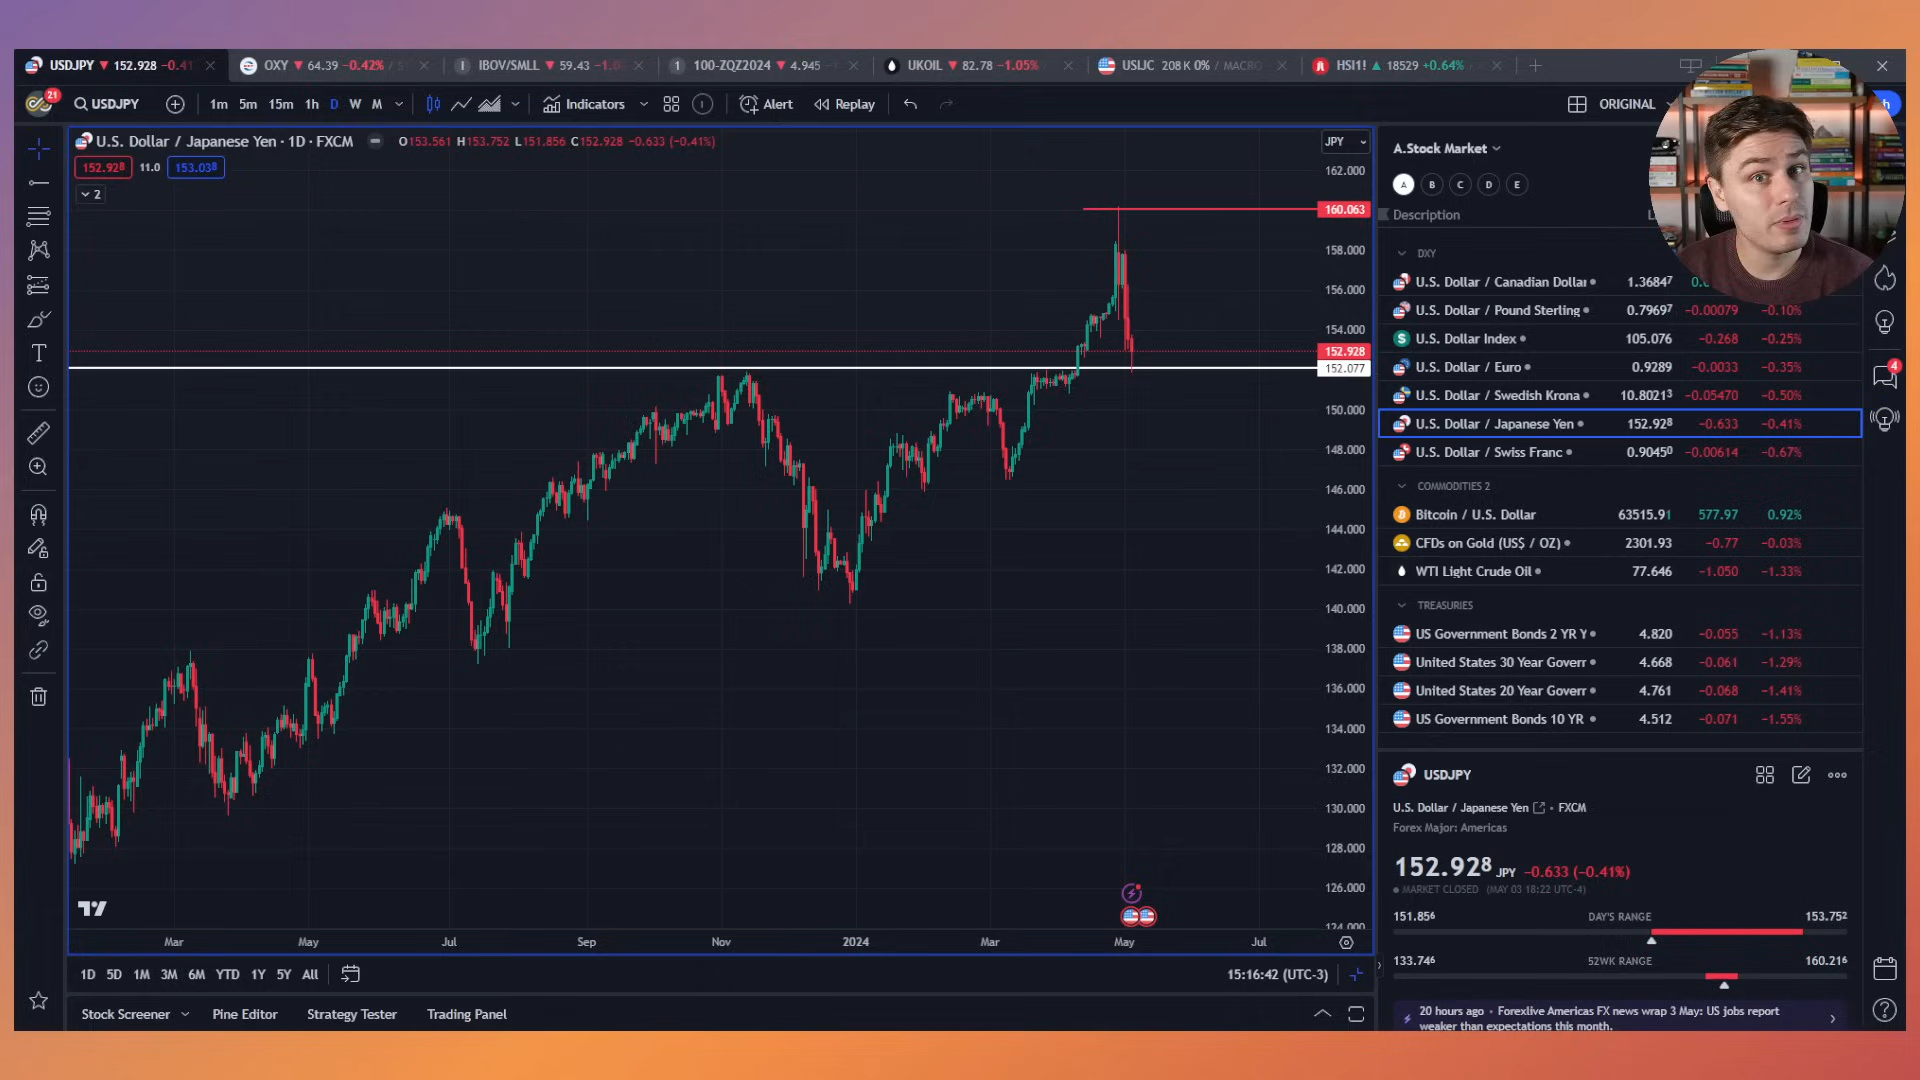 USDJPY 152.928 −0.41
OXY 64.39 −0.42%
IBOV/SMLL 59.43 −1.0
100-ZQZ2024 4.945
UKOIL 82.78 −1.05%
USLJC 208 K 0% / MACRO
HSI1! 18529 +0.64%
21
USDJPY 1m 5m 15m 1h D W M Indicators Alert Replay ORIGINAL
U.S. Dollar / Japanese Yen · 1D · FXCM O153.561 H153.752 L151.856 C152.928 −0.633 (−0.41%)
152.928 11.0 153.038
2
JPY
162.000
160.063
158.000
156.000
154.000
152.928
152.077
150.000
148.000
146.000
144.000
142.000
140.000
138.000
136.000
134.000
132.000
130.000
128.000
126.000
124.000
Mar May Jul Sep Nov 2024 Mar May Jul
1D 5D 1M 3M 6M YTD 1Y 5Y All
15:16:42 (UTC-3)
Stock Screener Pine Editor Strategy Tester Trading Panel
A.Stock Market
A B C D E
Description L
DXY
U.S. Dollar / Canadian Dollar 1.36847 0.0
U.S. Dollar / Pound Sterling 0.79697 −0.00079 −0.10%
U.S. Dollar Index 105.076 −0.268 −0.25%
U.S. Dollar / Euro 0.9289 −0.0033 −0.35%
U.S. Dollar / Swedish Krona 10.80213 −0.05470 −0.50%
U.S. Dollar / Japanese Yen 152.928 −0.633 −0.41%
U.S. Dollar / Swiss Franc 0.90450 −0.00614 −0.67%
COMMODITIES 2
Bitcoin / U.S. Dollar 63515.91 577.97 0.92%
CFDs on Gold (US$ / OZ) 2301.93 −0.77 −0.03%
WTI Light Crude Oil 77.646 −1.050 −1.33%
TREASURIES
US Government Bonds 2 YR Y 4.820 −0.055 −1.13%
United States 30 Year Goverr 4.668 −0.061 −1.29%
United States 20 Year Goverr 4.761 −0.068 −1.41%
US Government Bonds 10 YR 4.512 −0.071 −1.55%
4
USDJPY
U.S. Dollar / Japanese Yen • FXCM
Forex Major: Americas
152.928 JPY −0.633 (−0.41%)
MARKET CLOSED (MAY 03 18:22 UTC-4)
151.856 DAY'S RANGE 153.752
133.746 52WK RANGE 160.216
20 hours ago • Forexlive Americas FX news wrap 3 May: US jobs report
weaker than expectations this month.